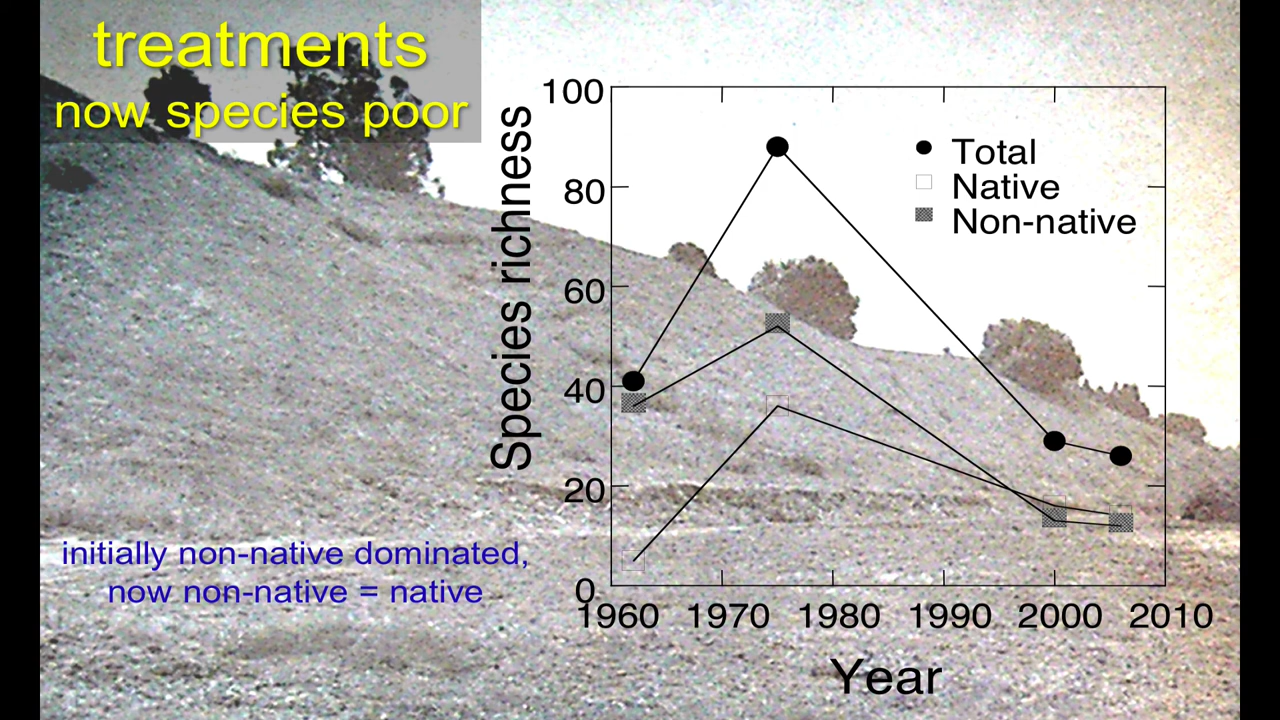 treatments
now species poor
Species richness
100
80
60
40
20
0
Total
Native
Non-native
1960 1970 1980 1990 2000 2010
Year
initially non-native dominated,
now non-native = native